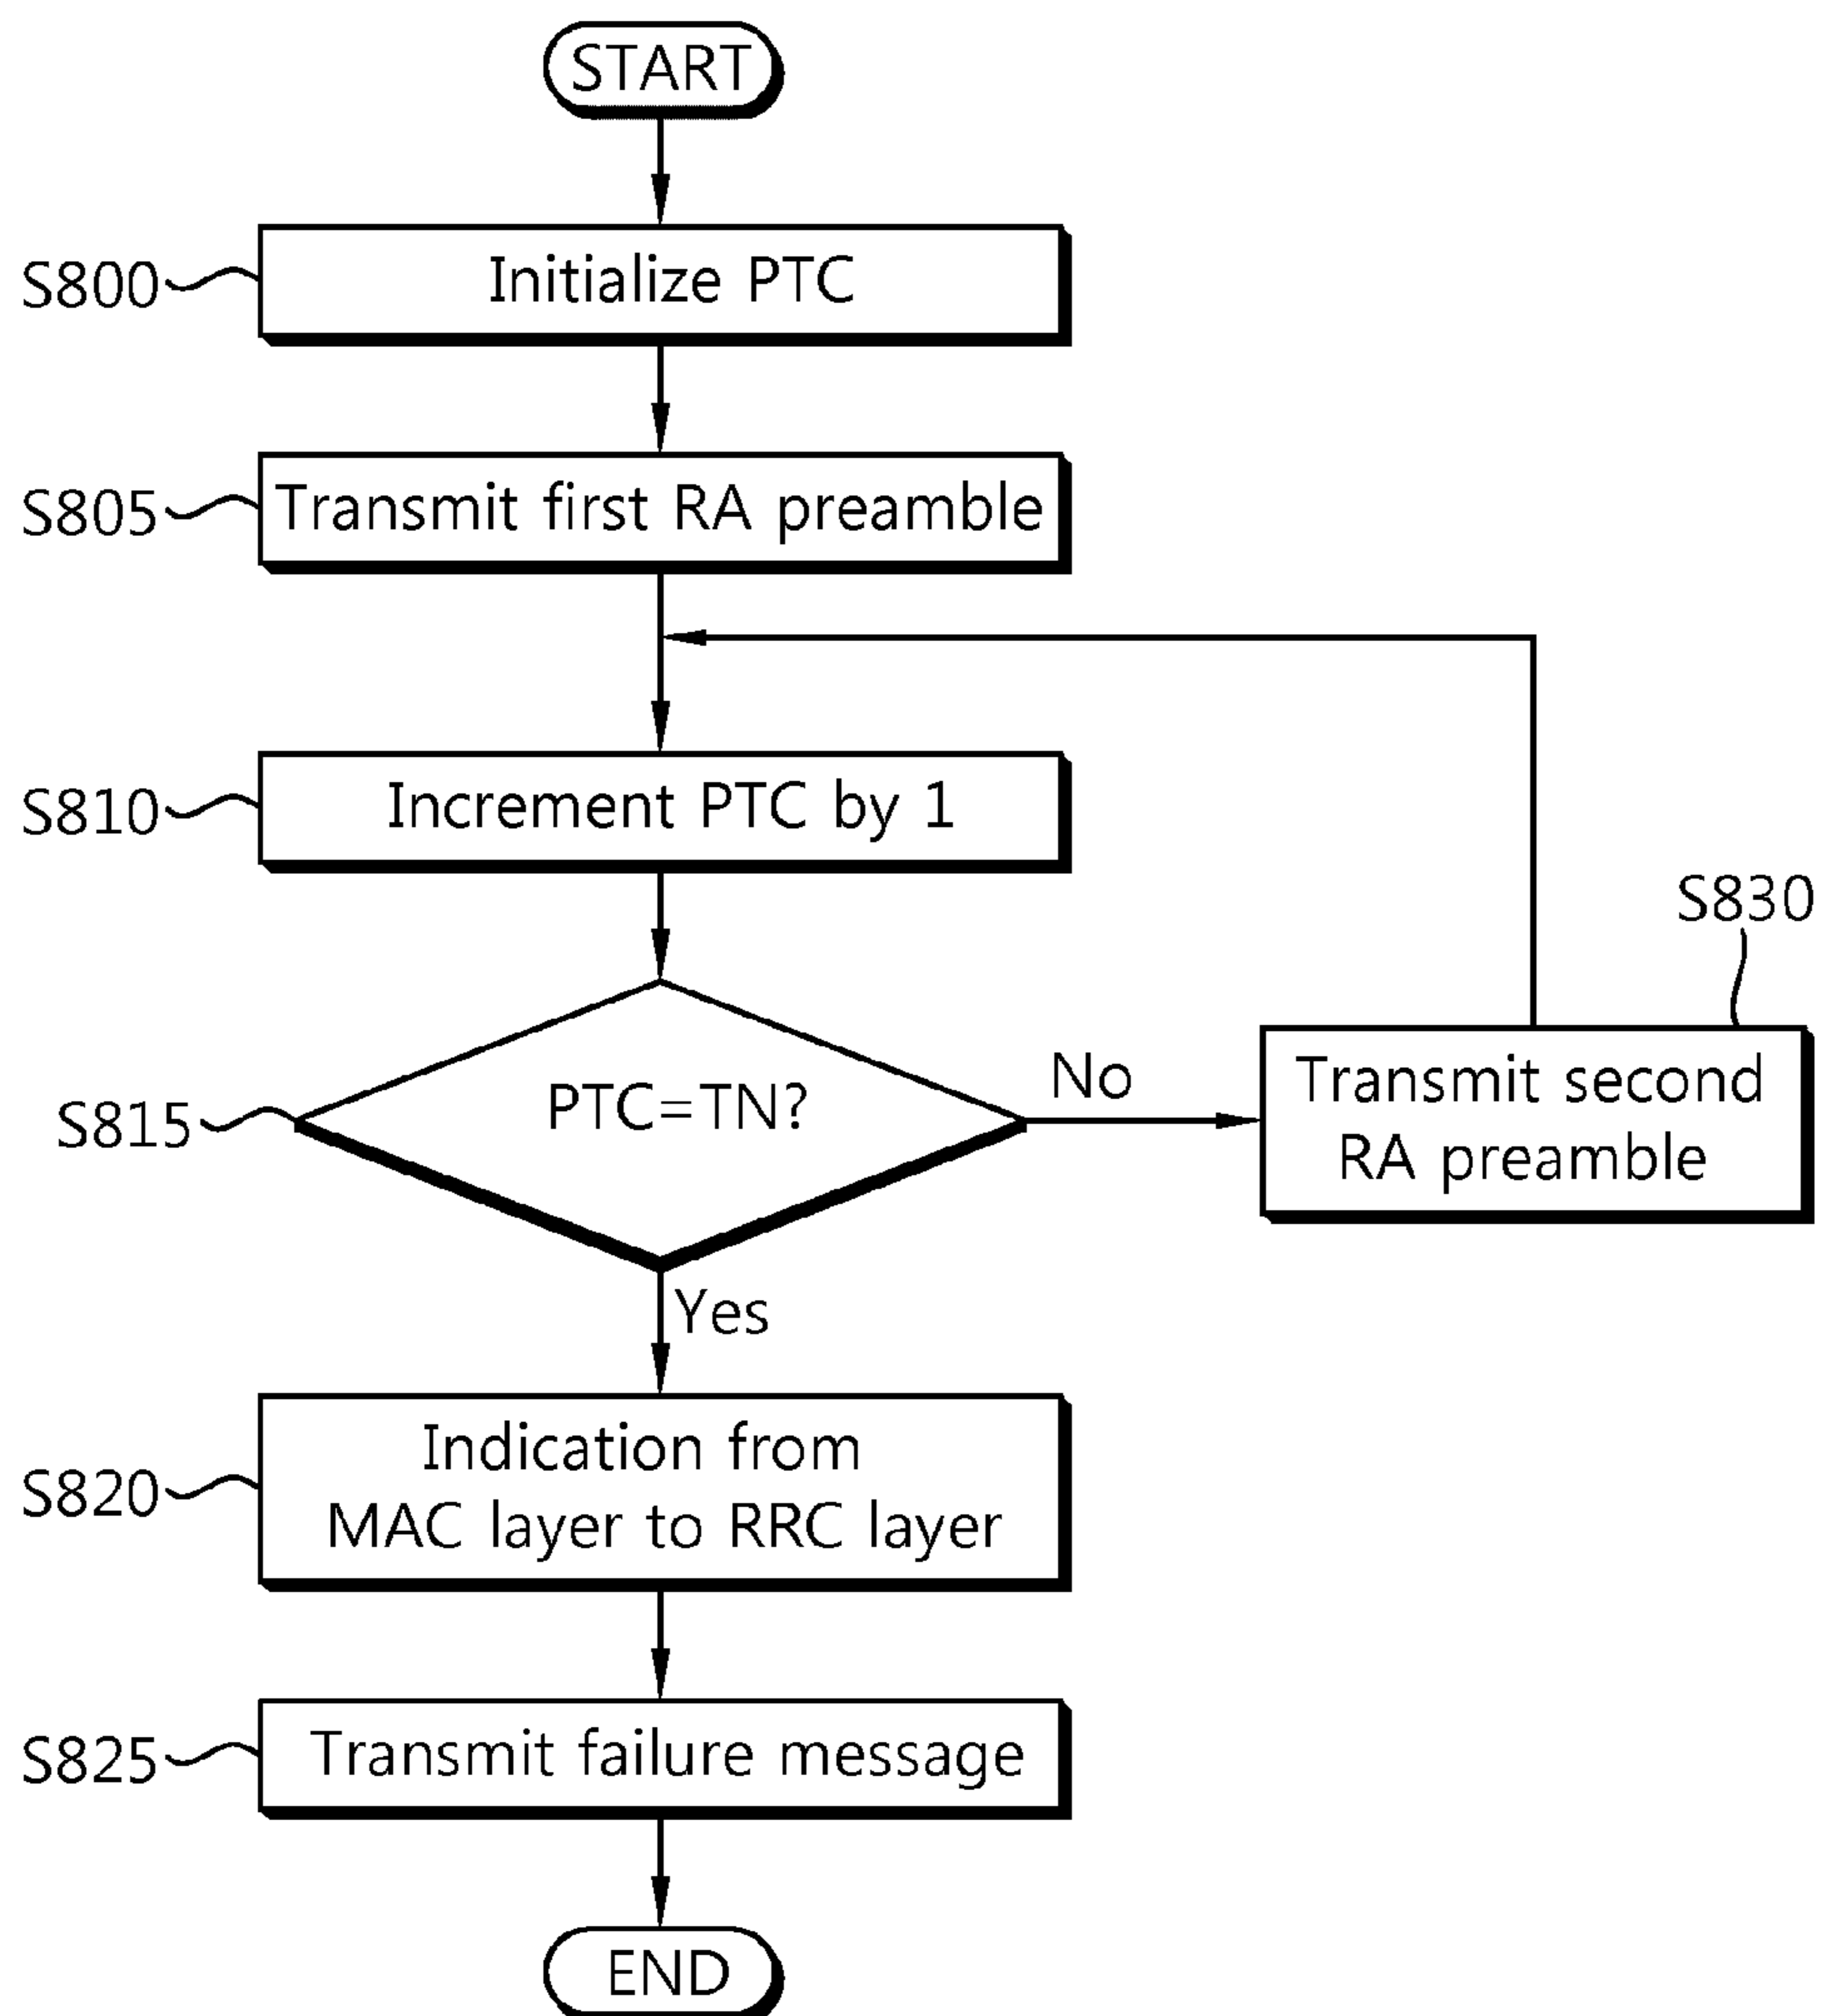 START
S800
Initialize PTC
S805
Transmit first RA preamble
S810
Increment PTC by 1
S815
PTC=TN?
No
S830
Transmit second
RA preamble
Yes
S820
Indication from
MAC layer to RRC layer
S825
Transmit failure message
END